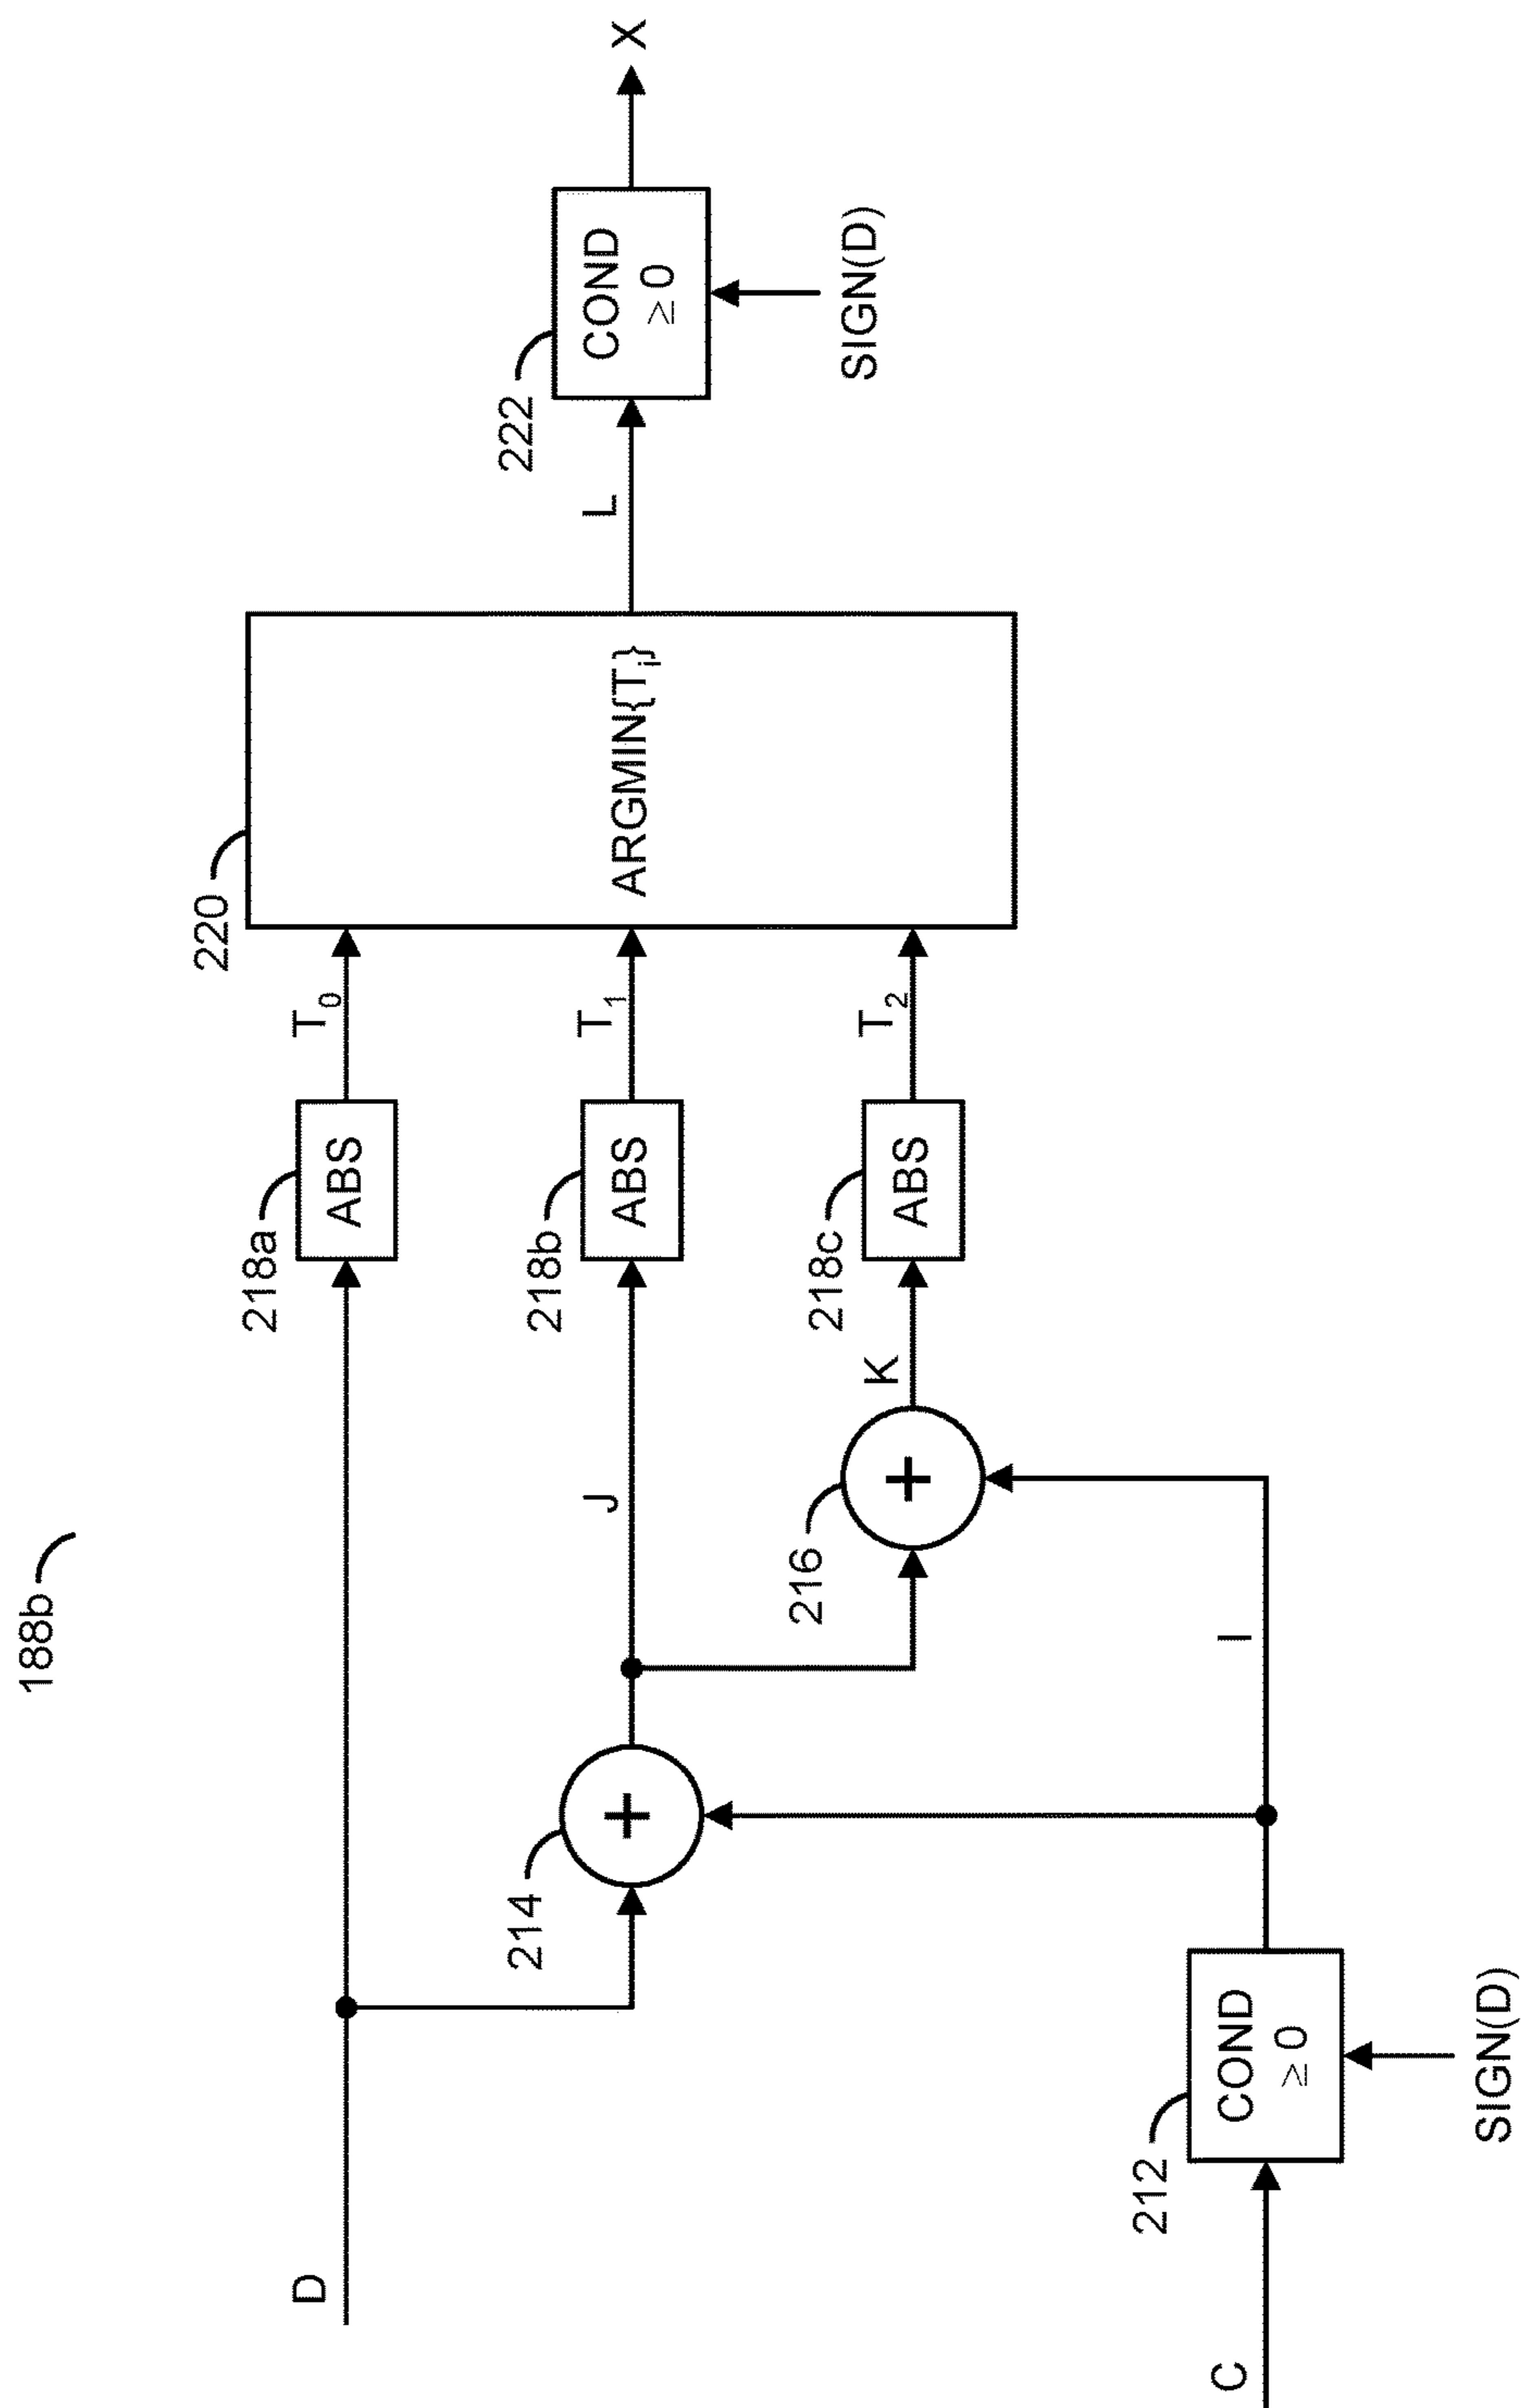 188b
D
C
212
COND
≥ 0
SIGN(D)
214
+
I
J
216
+
K
218a
ABS
218b
ABS
218c
ABS
T0
T1
T2
220
ARGMIN{Ti}
L
222
COND
≥ 0
SIGN(D)
X